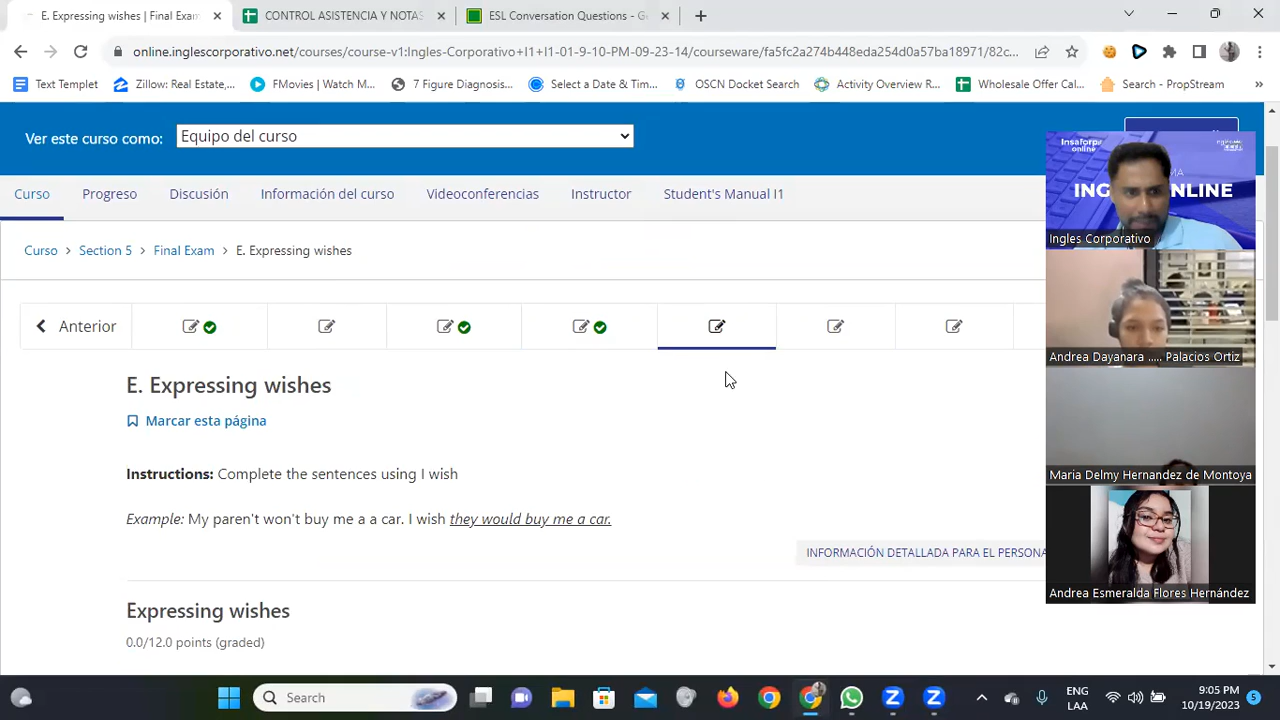 E. Expressing wishes | Final Exam
CONTROL ASISTENCIA Y NOTAS
ESL Conversation Questions - Ge
online.inglescorporativo.net/courses/course-v1:Ingles-Corporativo+I1+I1-01-9-10-PM-09-23-14/courseware/fa5fc2a274b448eda254d0a57ba18971/82c...
Text Templet
Zillow: Real Estate,...
FMovies | Watch M...
7 Figure Diagnosis...
Select a Date & Tim...
OSCN Docket Search
Activity Overview R...
Wholesale Offer Cal...
Search - PropStream
»
Ver este curso como:
Equipo del curso
Curso
Progreso
Discusión
Información del curso
Videoconferencias
Instructor
Student's Manual I1
Insaforp
online
ING
NLINE
Ingles Corporativo
Curso > Section 5 > Final Exam > E. Expressing wishes
Anterior
Andrea Dayanara ..... Palacios Ortiz
E. Expressing wishes
Marcar esta página
Instructions: Complete the sentences using I wish
Maria Delmy Hernandez de Montoya
Example: My paren't won't buy me a a car. I wish they would buy me a car.
INFORMACIÓN DETALLADA PARA EL PERSONA
Andrea Esmeralda Flores Hernández
Expressing wishes
0.0/12.0 points (graded)
Search
ENG
LAA
9:05 PM
10/19/2023
5